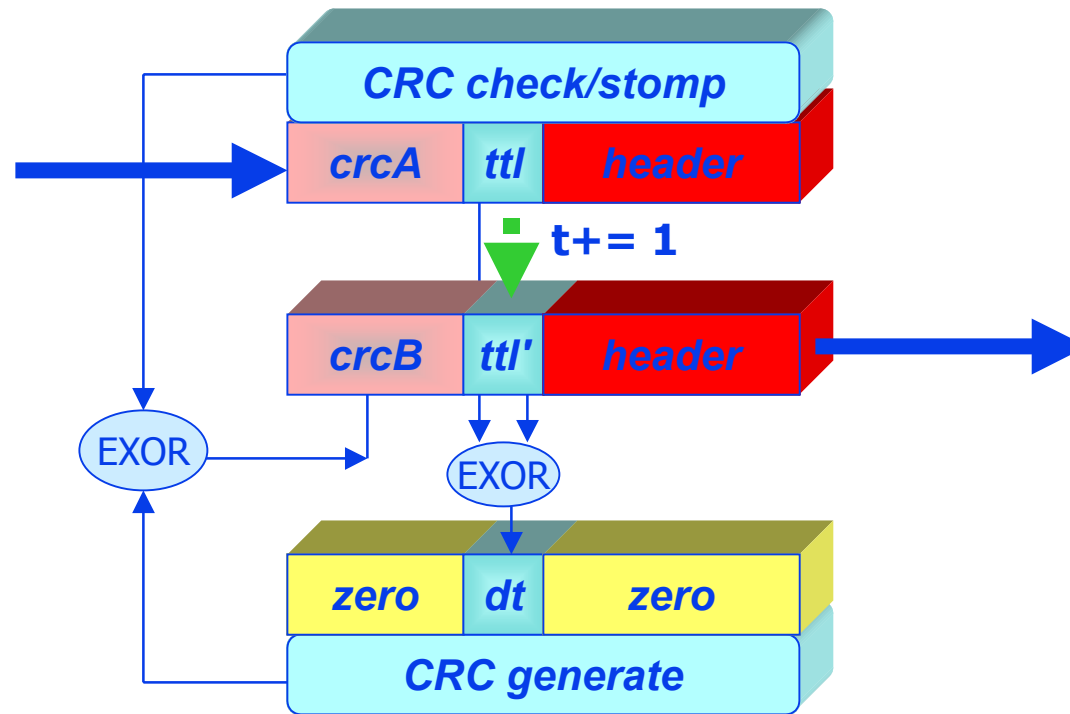 CRC check/stomp
crcA ttl header
t+= 1
crcB ttl' header
EXOR
EXOR
zero dt zero
CRC generate